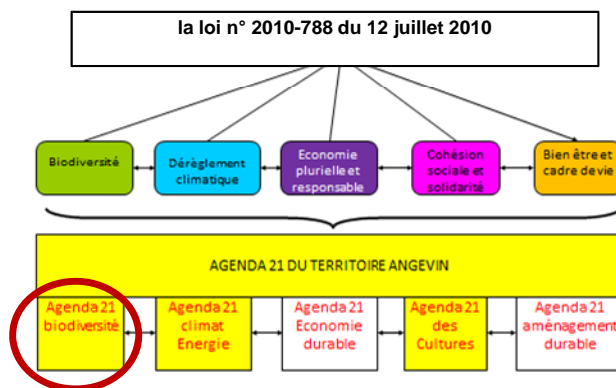 la loi n° 2010-788 du 12 juillet 2010
Biodiversité
Dérèglement
climatique
Economie
plurielle et
responsable
Cohésion
sociale et
solidarité
Bien être et
cadre de vie
AGENDA 21 DU TERRITOIRE ANGEVIN
Agenda 21
biodiversité
Agenda 21
climat
Energie
Agenda 21
Economie
durable
Agenda 21
des
Cultures
Agenda 21
aménagement
durable